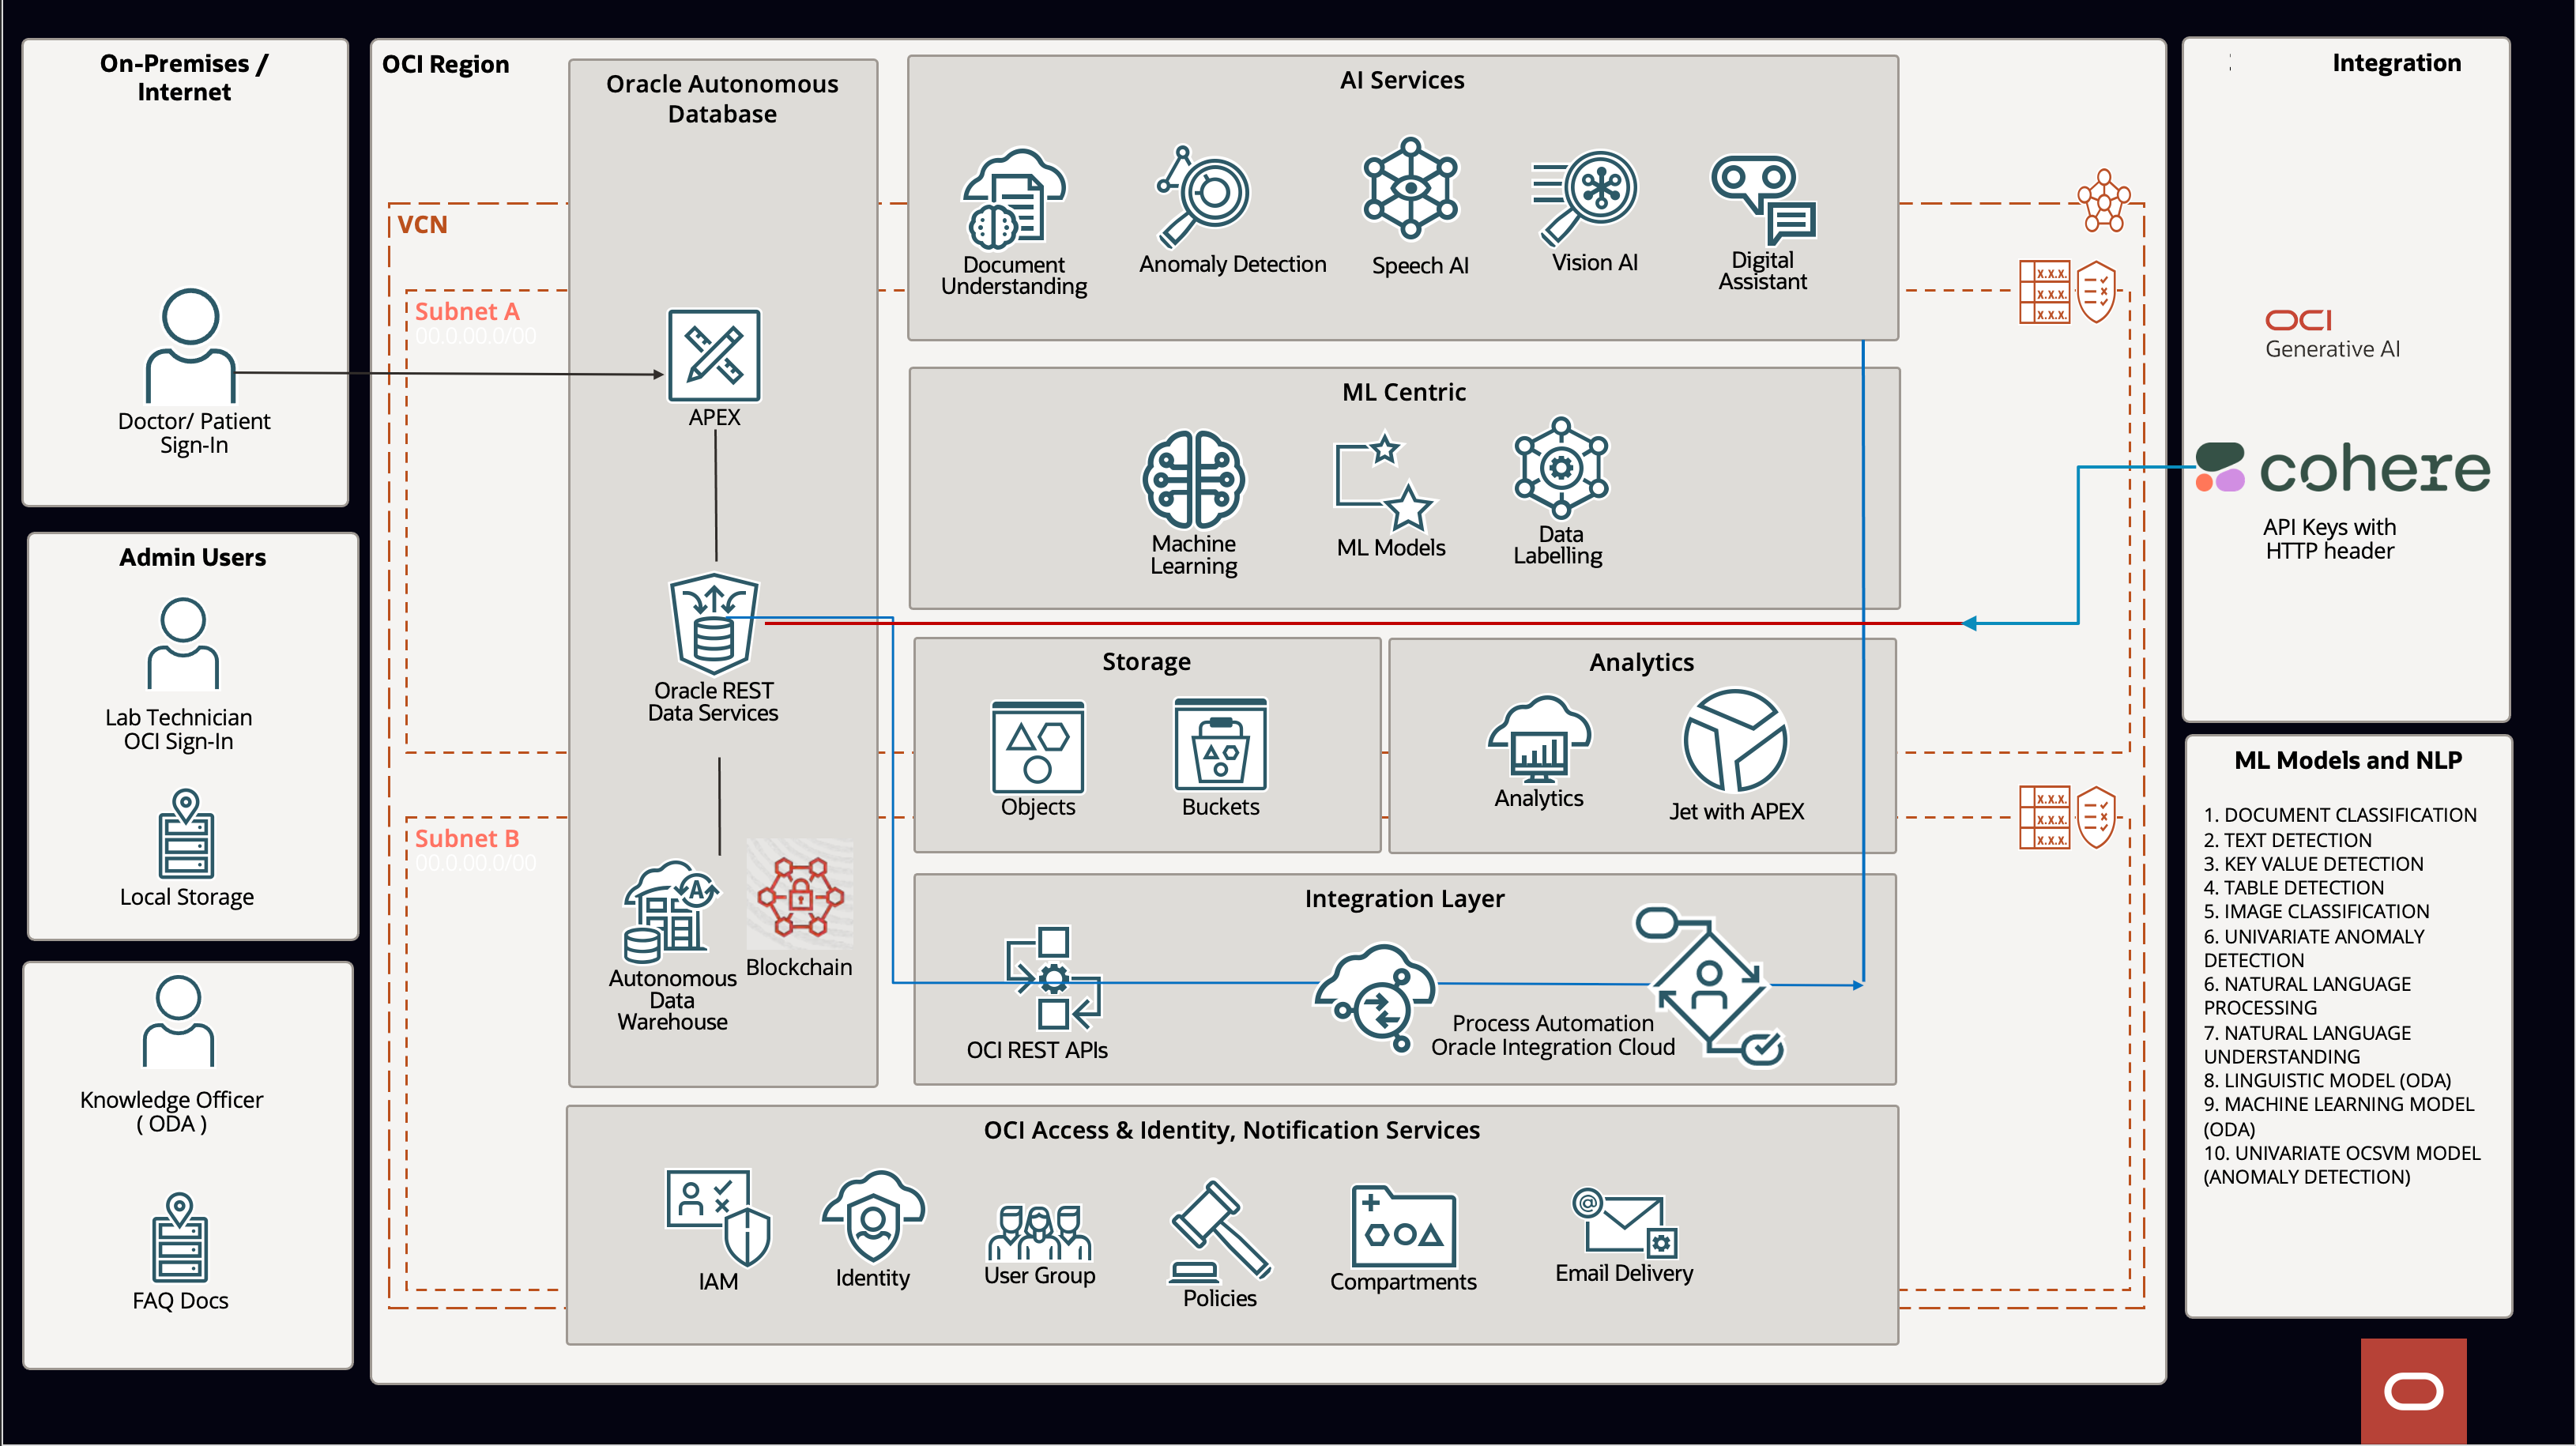 On-Premises /
Internet
Doctor/ Patient
Sign-In
Admin Users
Lab Technician
OCI Sign-In
Local Storage
Knowledge Officer
( ODA )
FAQ Docs
OCI Region
VCN
Subnet A
00.0.00.0/00
Subnet B
00.0.00.0/00
Oracle Autonomous
Database
APEX
Oracle REST
Data Services
A
Autonomous
Data
Warehouse
Blockchain
AI Services
Document
Understanding
Anomaly Detection
Speech AI
Vision AI
Digital
Assistant
ML Centric
Machine
Learning
ML Models
Data
Labelling
Storage
Objects
Buckets
Analytics
Analytics
Jet with APEX
Integration Layer
OCI REST APIs
Process Automation
Oracle Integration Cloud
OCI Access & Identity, Notification Services
IAM
Identity
User Group
Policies
Compartments
@
Email Delivery
X.X.X.
X.X.X.
X.X.X.
X.X.X.
X.X.X.
X.X.X.
Integration
OCI
Generative AI
cohere
API Keys with
HTTP header
ML Models and NLP
1. DOCUMENT CLASSIFICATION
2. TEXT DETECTION
3. KEY VALUE DETECTION
4. TABLE DETECTION
5. IMAGE CLASSIFICATION
6. UNIVARIATE ANOMALY
DETECTION
6. NATURAL LANGUAGE
PROCESSING
7. NATURAL LANGUAGE
UNDERSTANDING
8. LINGUISTIC MODEL (ODA)
9. MACHINE LEARNING MODEL
(ODA)
10. UNIVARIATE OCSVM MODEL
(ANOMALY DETECTION)